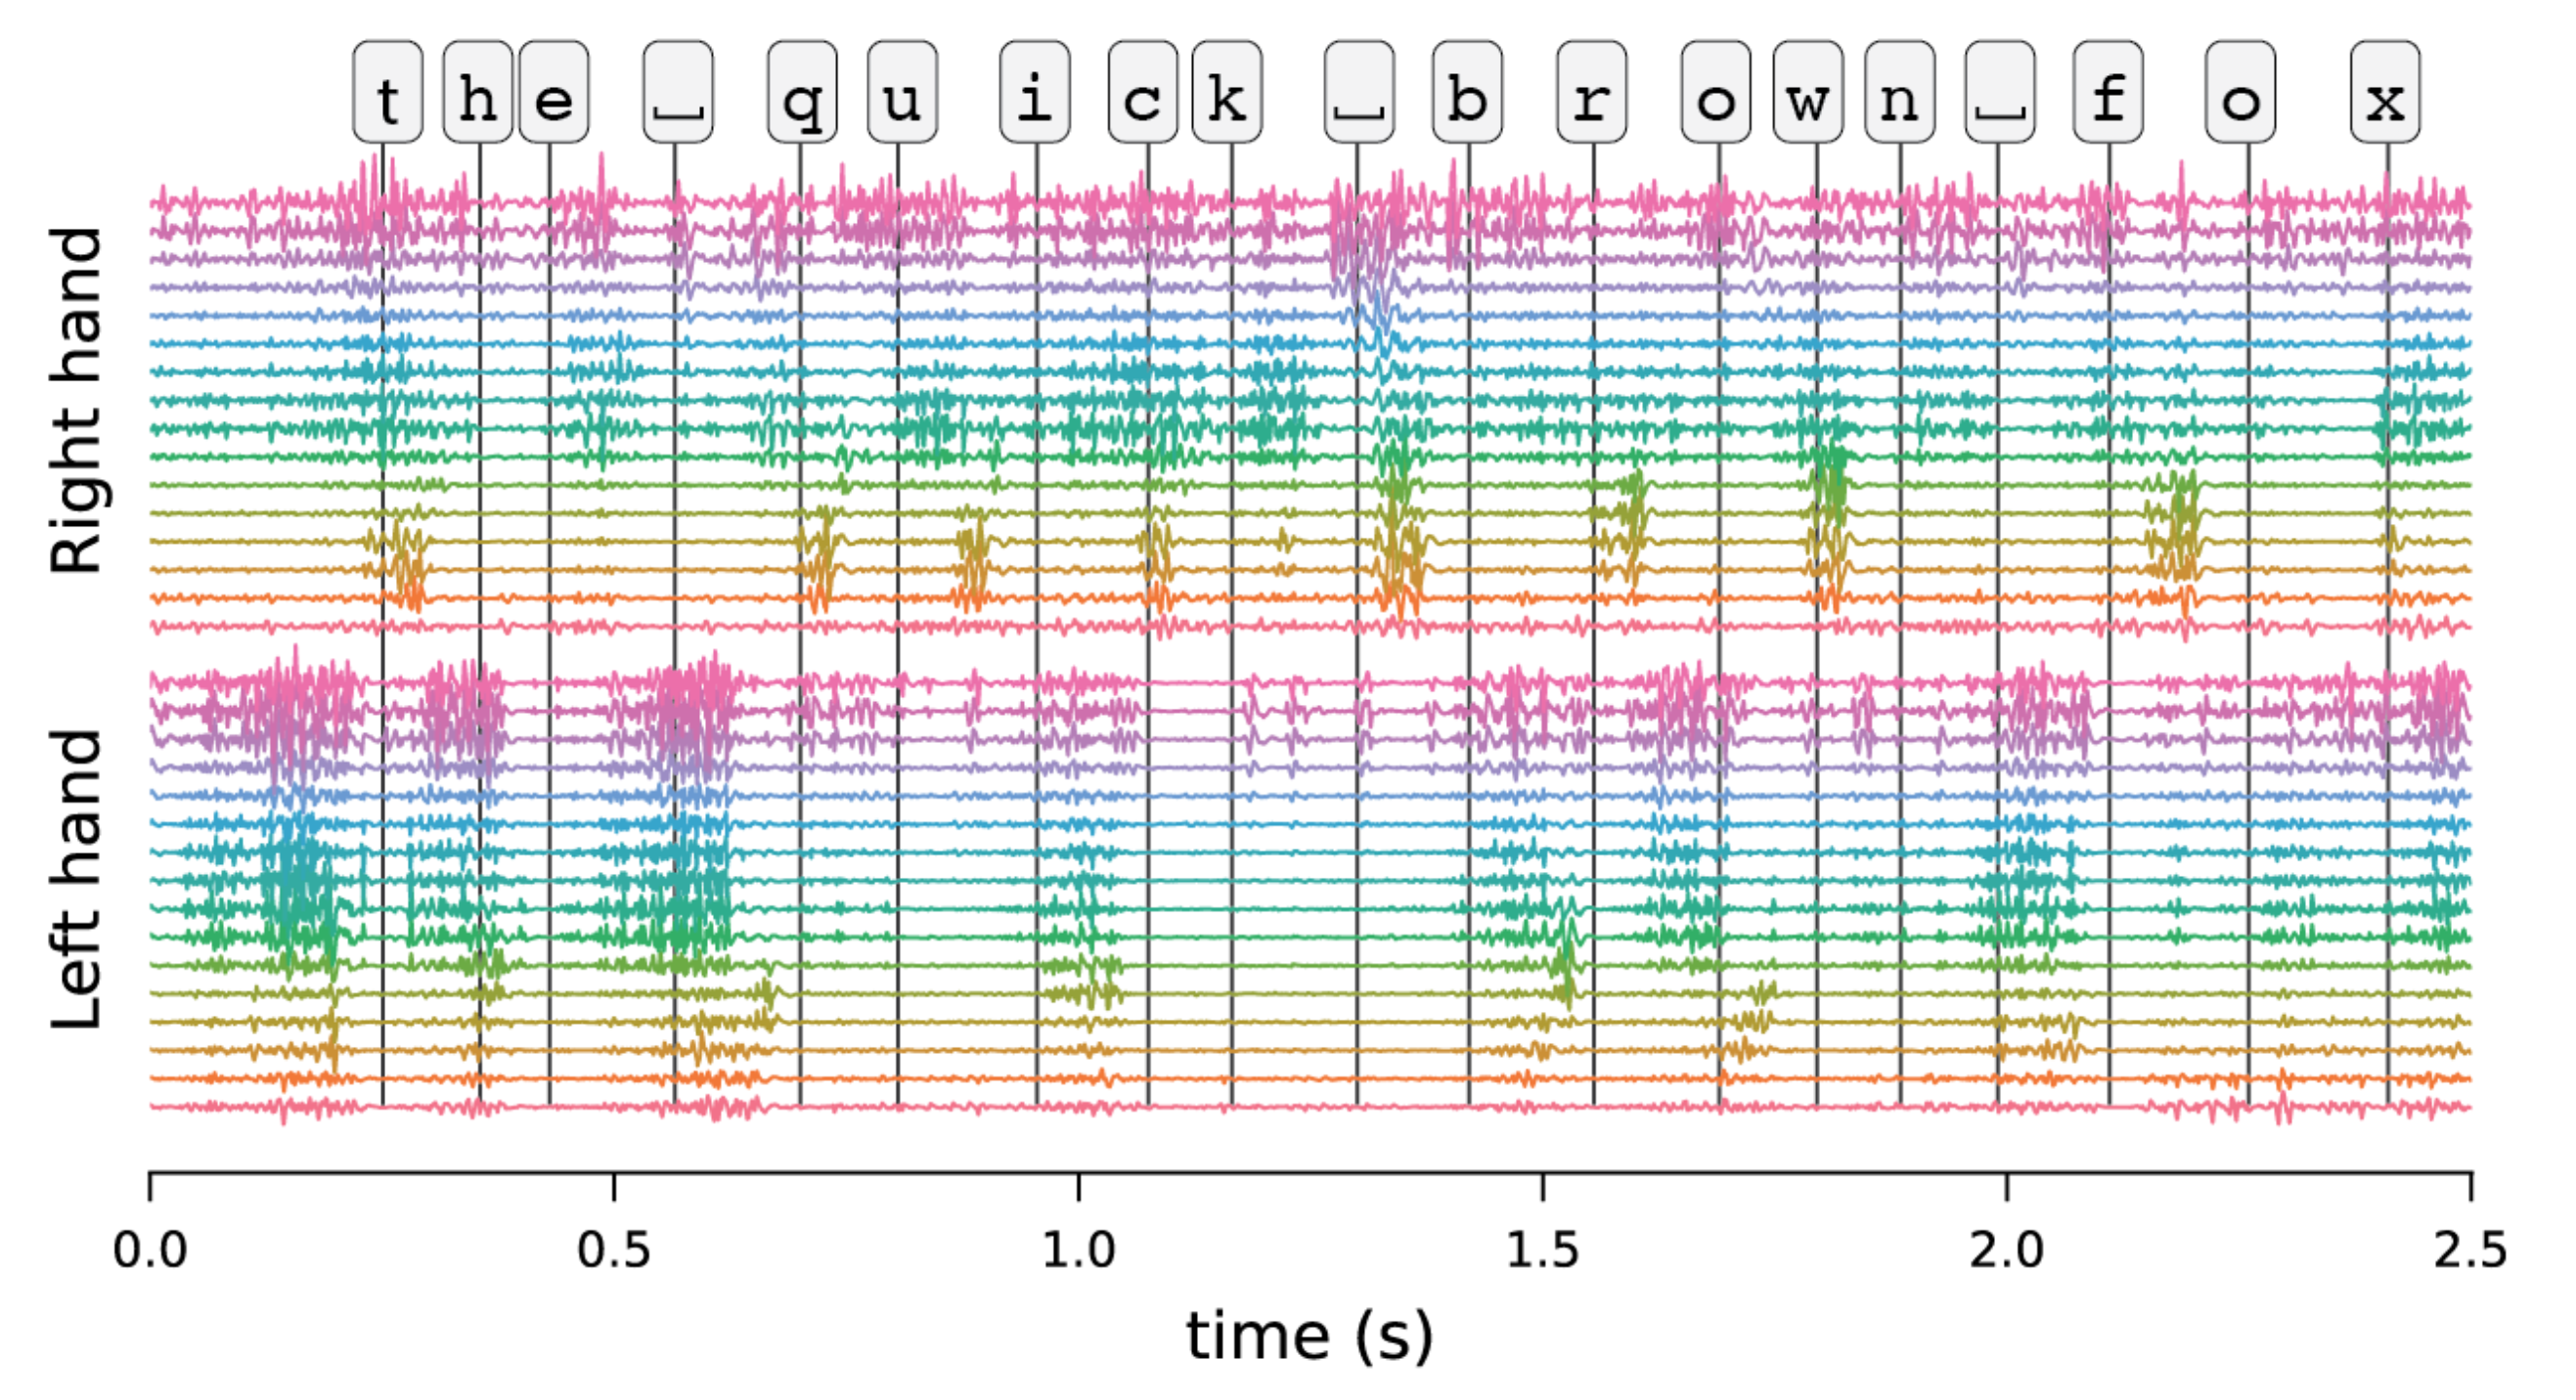 t h e ⎵ q u i c k ⎵ b r o w n ⎵ f o x
Right hand
Left hand
0.0 0.5 1.0 1.5 2.0 2.5
time (s)